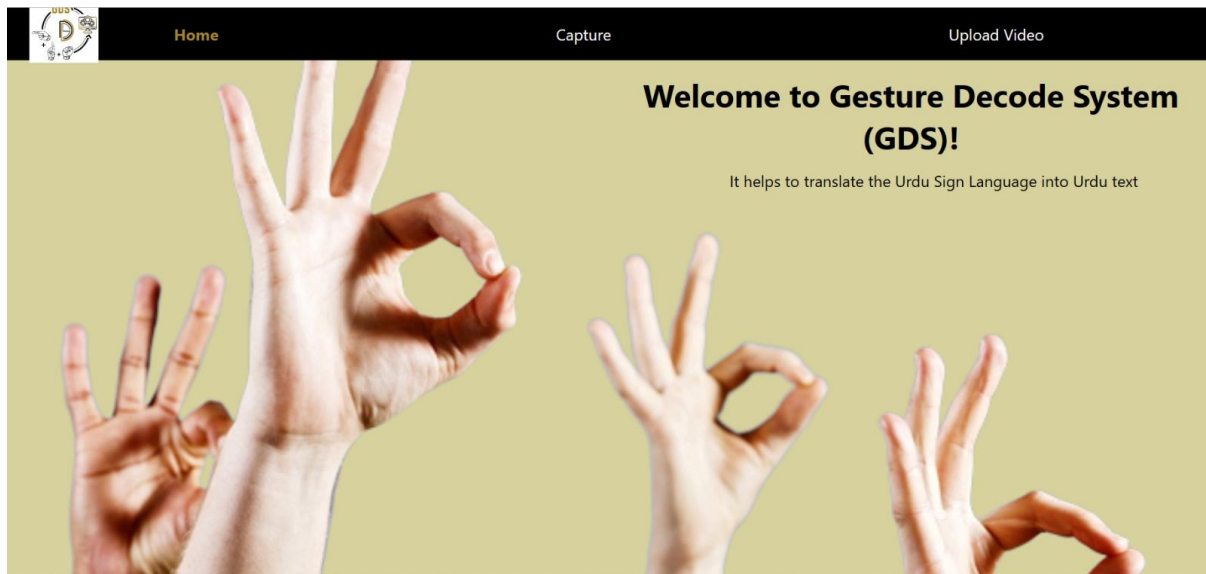 GDS
Home
Capture
Upload Video
Welcome to Gesture Decode System
(GDS)!
It helps to translate the Urdu Sign Language into Urdu text